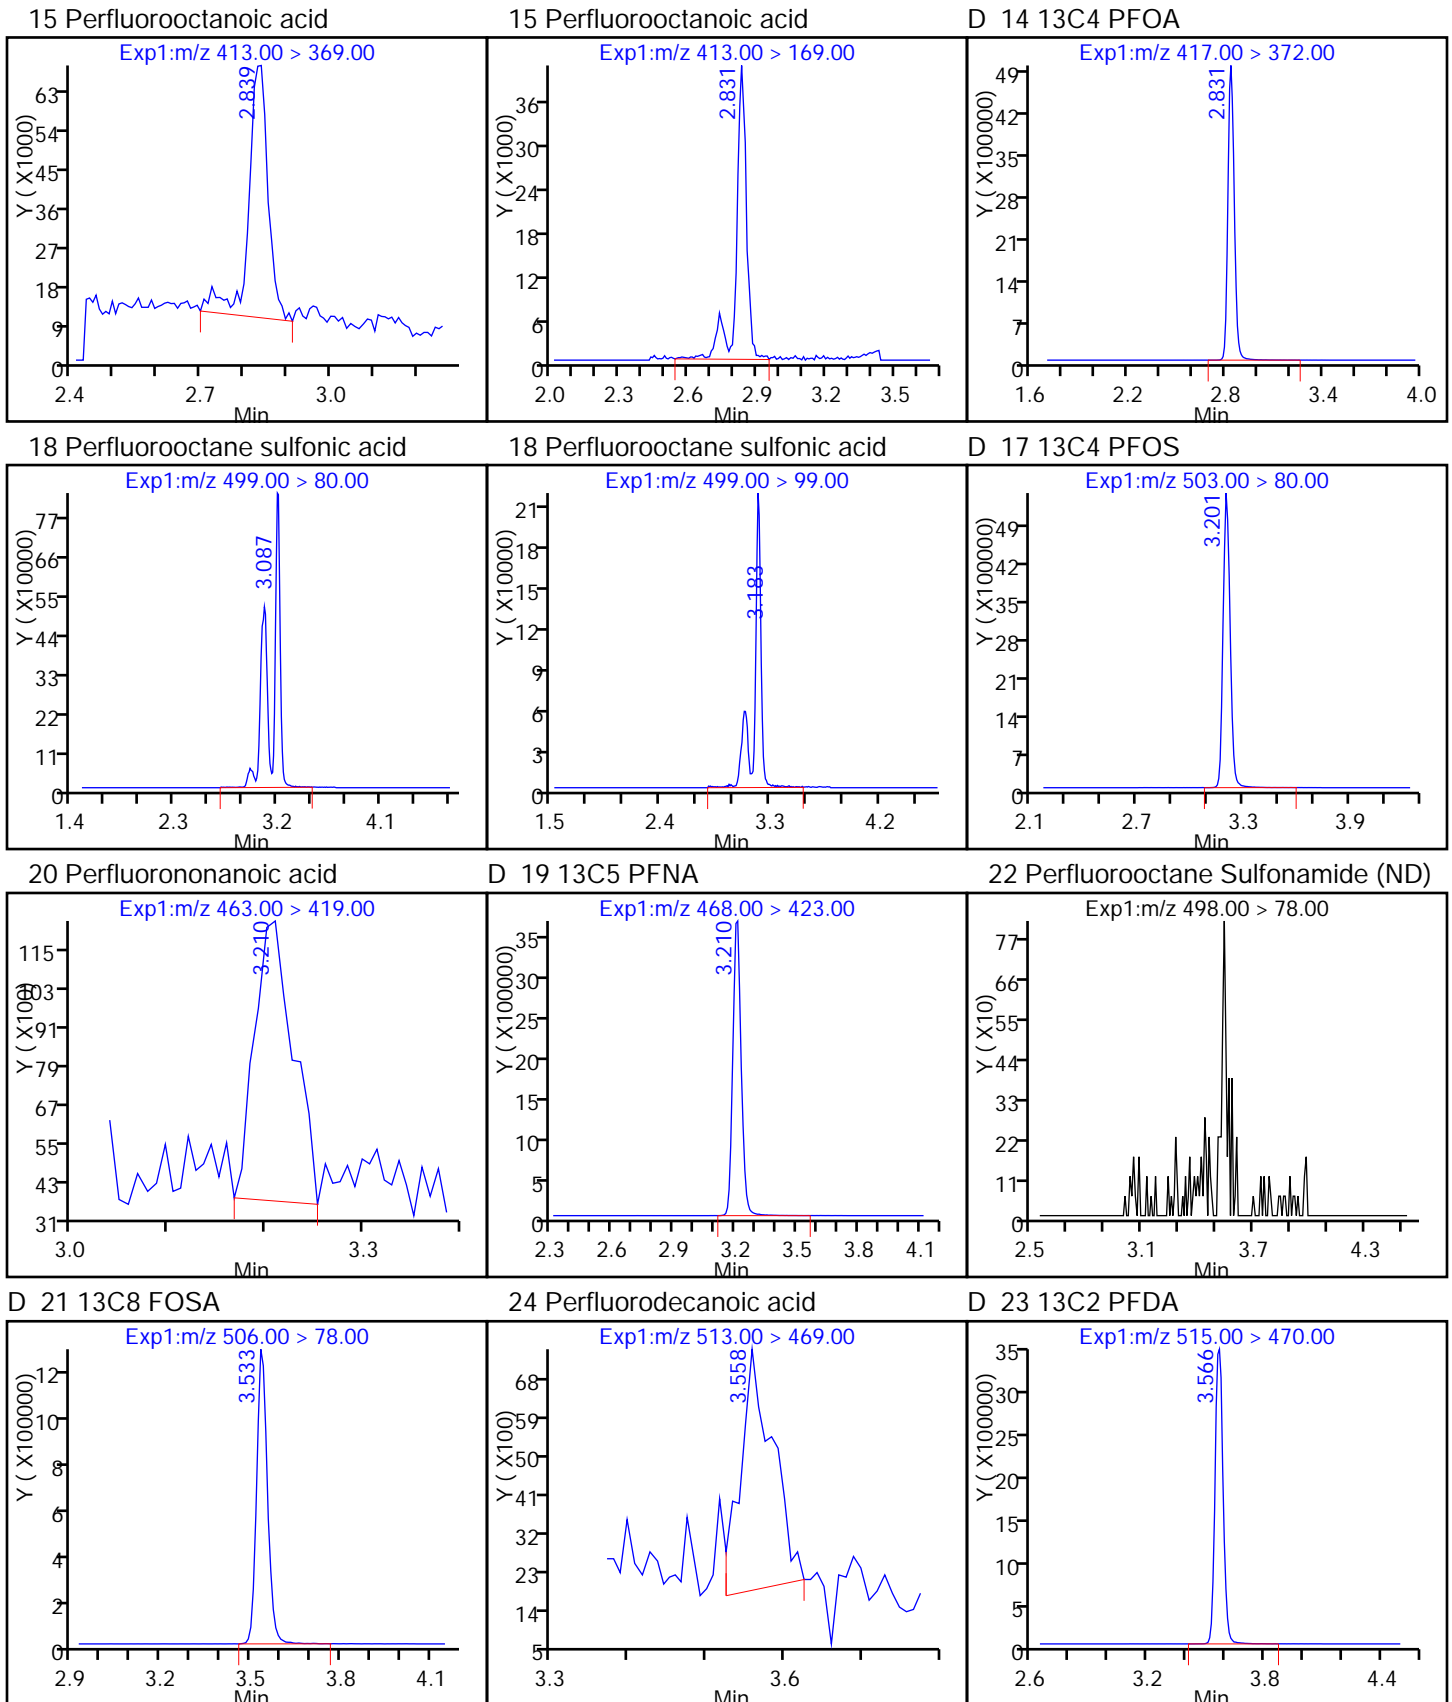 15 Perfluorooctanoic acid
Exp1:m/z 413.00 > 369.00
2.839
Y ( X1000)
63
54
45
36
27
18
9
0
2.4 2.7 3.0
Min
15 Perfluorooctanoic acid
Exp1:m/z 413.00 > 169.00
2.831
Y ( X1000)
36
30
24
18
12
6
0
2.0 2.3 2.6 2.9 3.2 3.5
Min
D 14 13C4 PFOA
Exp1:m/z 417.00 > 372.00
2.831
Y ( X100000)
49
42
35
28
21
14
7
0
1.6 2.2 2.8 3.4 4.0
Min
18 Perfluorooctane sulfonic acid
Exp1:m/z 499.00 > 80.00
3.087
Y ( X10000)
77
66
55
44
33
22
11
0
1.4 2.3 3.2 4.1
Min
18 Perfluorooctane sulfonic acid
Exp1:m/z 499.00 > 99.00
3.183
Y ( X10000)
21
18
15
12
9
6
3
0
1.5 2.4 3.3 4.2
Min
D 17 13C4 PFOS
Exp1:m/z 503.00 > 80.00
3.201
Y ( X100000)
49
42
35
28
21
14
7
0
2.1 2.7 3.3 3.9
Min
20 Perfluorononanoic acid
Exp1:m/z 463.00 > 419.00
3.210
Y ( X100)
115
103
91
79
67
55
43
31
3.0 3.3
Min
D 19 13C5 PFNA
Exp1:m/z 468.00 > 423.00
3.210
Y ( X100000)
35
30
25
20
15
10
5
0
2.3 2.6 2.9 3.2 3.5 3.8 4.1
Min
22 Perfluorooctane Sulfonamide (ND)
Exp1:m/z 498.00 > 78.00
Y ( X10)
77
66
55
44
33
22
11
0
2.5 3.1 3.7 4.3
Min
D 21 13C8 FOSA
Exp1:m/z 506.00 > 78.00
3.533
Y ( X100000)
12
10
8
6
4
2
0
2.9 3.2 3.5 3.8 4.1
Min
24 Perfluorodecanoic acid
Exp1:m/z 513.00 > 469.00
3.558
Y ( X100)
68
59
50
41
32
23
14
5
3.3 3.6
Min
D 23 13C2 PFDA
Exp1:m/z 515.00 > 470.00
3.566
Y ( X100000)
35
30
25
20
15
10
5
0
2.6 3.2 3.8 4.4
Min